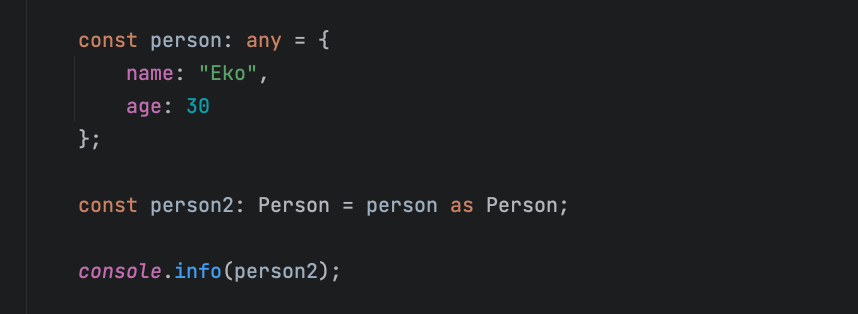 const person: any = {
    name: "Eko",
    age: 30
};
const person2: Person = person as Person;
console.info(person2);